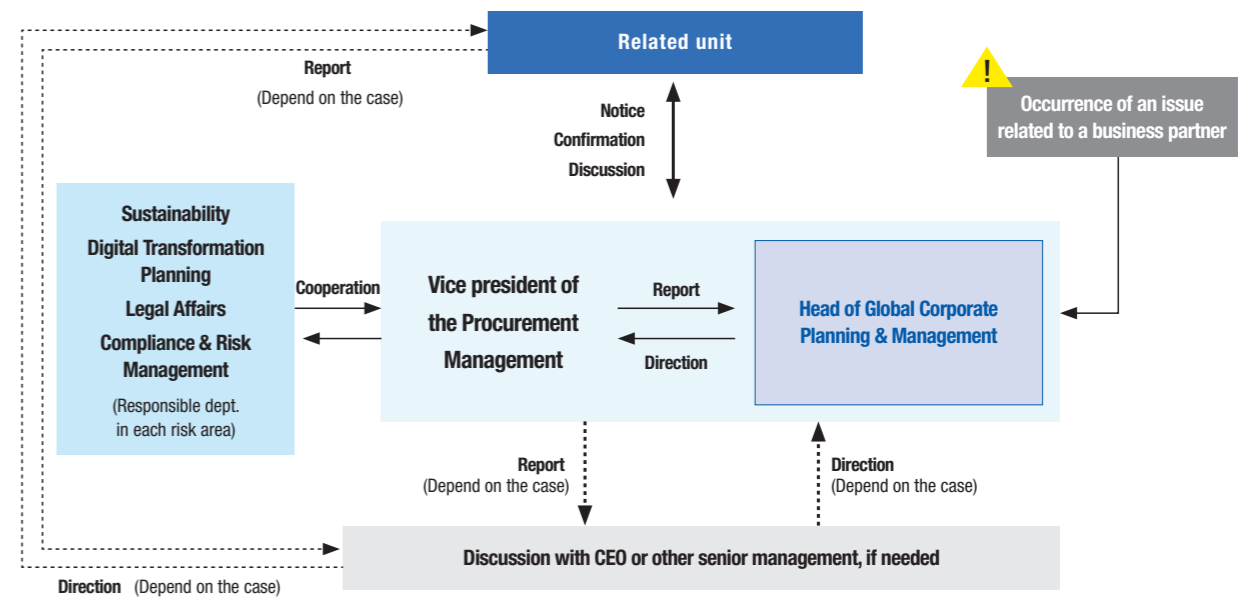 Related unit
Report
(Depend on the case)
!
Occurrence of an issue
related to a business partner
Notice
Confirmation
Discussion
Sustainability
Digital Transformation
Planning
Legal Affairs
Compliance & Risk
Management
(Responsible dept.
in each risk area)
Cooperation
Vice president of
the Procurement
Management
Report
Direction
Head of Global Corporate
Planning & Management
Report
(Depend on the case)
Direction
(Depend on the case)
Discussion with CEO or other senior management, if needed
Direction (Depend on the case)